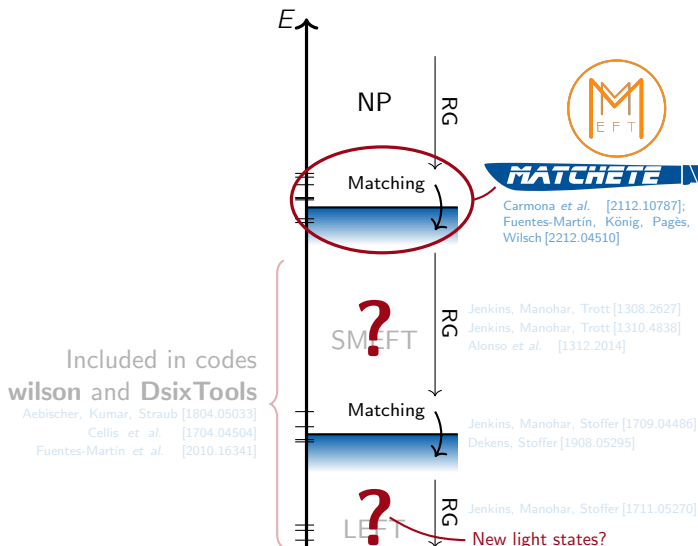 E
NP
RG
M
EFT
MATCHETE
Matching
Carmona et al. [2112.10787];
Fuentes-Martín, König, Pagès,
Wilsch [2212.04510]
?
SMEFT
RG
Jenkins, Manohar, Trott [1308.2627]
Jenkins, Manohar, Trott [1310.4838]
Alonso et al. [1312.2014]
Included in codes
wilson and DsixTools
Aebischer, Kumar, Straub [1804.05033]
Cellis et al. [1704.04504]
Fuentes-Martín et al. [2010.16341]
Matching
Jenkins, Manohar, Stoffer [1709.04486]
Dekens, Stoffer [1908.05295]
?
LEFT
RG
Jenkins, Manohar, Stoffer [1711.05270]
New light states?